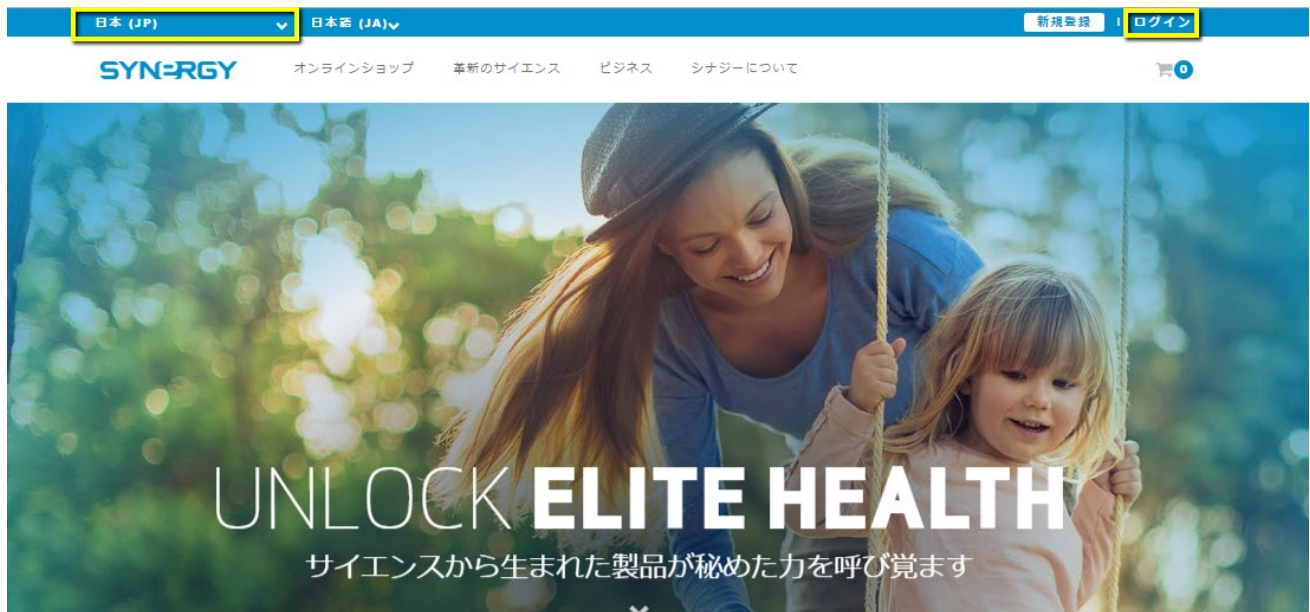 日本 (JP) 日本語 (JA) 新規登録 | ログイン
SYNERGY オンラインショップ 革新のサイエンス ビジネス シナジーについて 0
UNLOCK ELITE HEALTH
サイエンスから生まれた製品が秘めた力を呼び覚ます